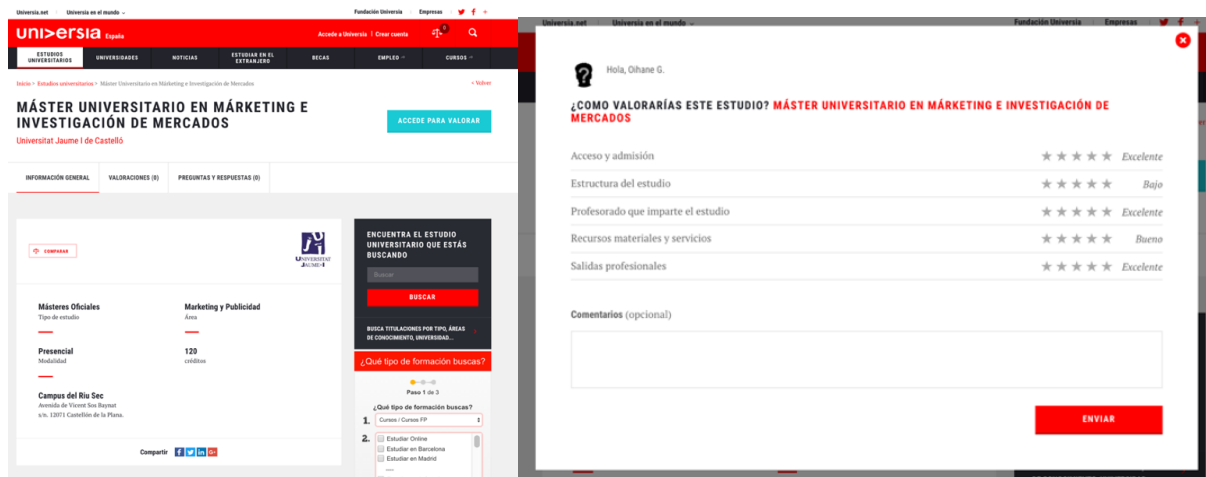 Universia.net
Universia en el mundo
Fundación Universia
Empresas
uni>ersia España
Accede a Universia | Crear cuenta
0
ESTUDIOS UNIVERSITARIOS
UNIVERSIDADES
NOTICIAS
ESTUDIAR EN EL EXTRANJERO
BECAS
EMPLEO
CURSOS
Inicio > Estudios universitarios > Máster Universitario en Márketing e Investigación de Mercados
< Volver
MÁSTER UNIVERSITARIO EN MÁRKETING E
INVESTIGACIÓN DE MERCADOS
Universitat Jaume I de Castelló
ACCEDE PARA VALORAR
INFORMACIÓN GENERAL
VALORACIONES (0)
PREGUNTAS Y RESPUESTAS (0)
COMPARAR
UNIVERSITAT
JAUME·I
Másteres Oficiales
Tipo de estudio
Marketing y Publicidad
Área
Presencial
Modalidad
120
créditos
Campus del Riu Sec
Avenida de Vicent Sos Baynat
s/n. 12071 Castellón de la Plana.
Compartir
ENCUENTRA EL ESTUDIO
UNIVERSITARIO QUE ESTÁS
BUSCANDO
Buscar
BUSCAR
BUSCA TITULACIONES POR TIPO, ÁREAS
DE CONOCIMIENTO, UNIVERSIDAD...
¿Qué tipo de formación buscas?
Paso 1 de 3
¿Qué tipo de formación buscas?
1. Cursos / Cursos FP
2. Estudiar Online
Estudiar en Barcelona
Estudiar en Madrid
----
Universia.net
Universia en el mundo
Fundación Universia
Empresas
Hola, Oihane G.
¿COMO VALORARÍAS ESTE ESTUDIO? MÁSTER UNIVERSITARIO EN MÁRKETING E INVESTIGACIÓN DE
MERCADOS
Acceso y admisión ★ ★ ★ ★ ★ Excelente
Estructura del estudio ★ ★ ★ ★ ★ Bajo
Profesorado que imparte el estudio ★ ★ ★ ★ ★ Excelente
Recursos materiales y servicios ★ ★ ★ ★ ★ Bueno
Salidas profesionales ★ ★ ★ ★ ★ Excelente
Comentarios (opcional)
ENVIAR